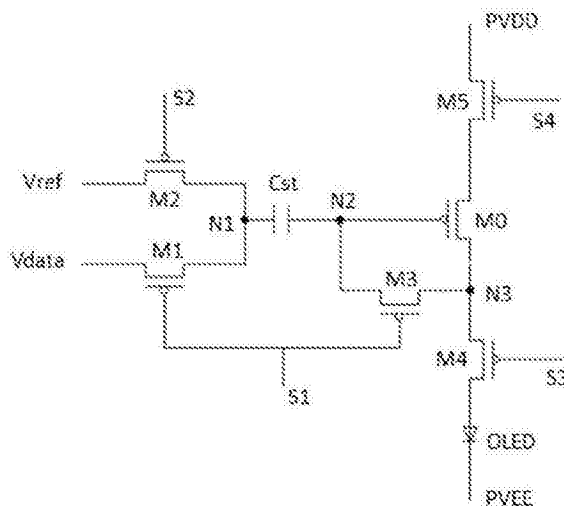 PVDD
S2
M5
S4
Vref
M2
Cst
N1
N2
M0
Vdata
M1
M3
N3
M4
S1
S3
OLED
PVEE